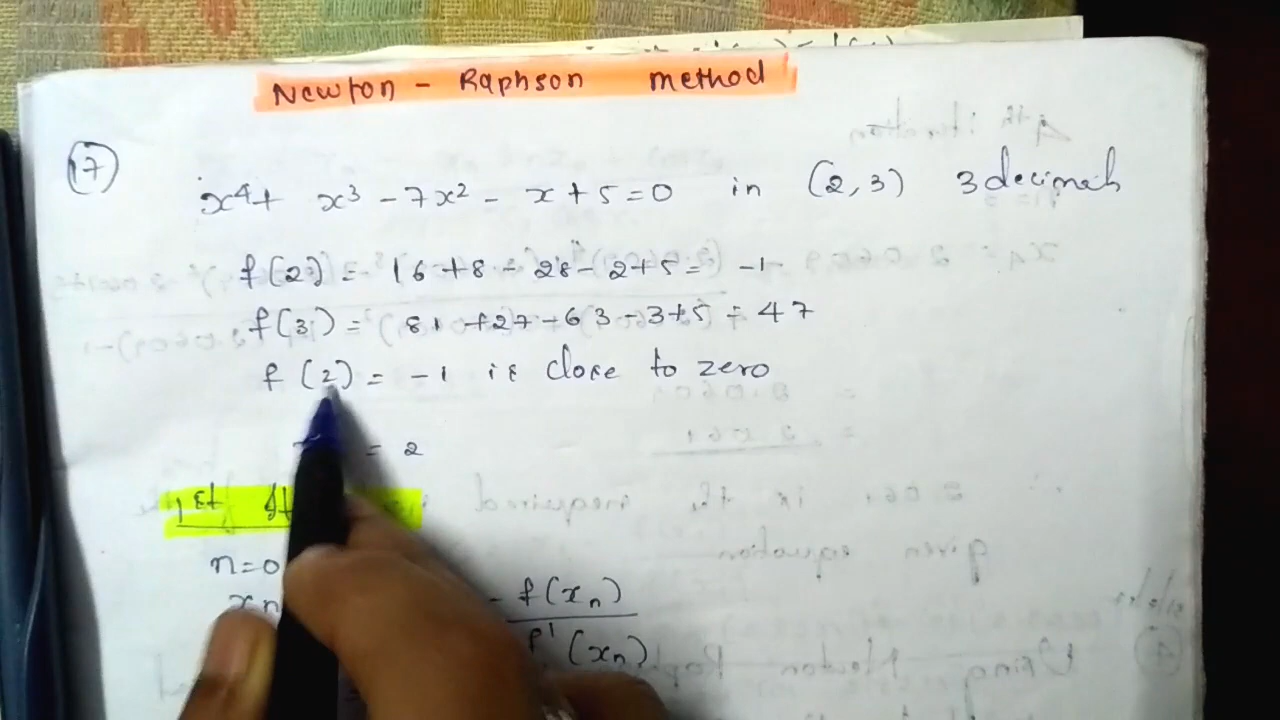 Newton - Raphson method
17
x⁴ + x³ - 7x² - x + 5 = 0 in (2,3) 3 decimals
f(2) = 16 + 8 - 28 - 2 + 5 = -1
f(3) = 81 + 27 - 63 - 3 + 5 = 47
f(2) = -1 is close to zero
= 2
1st It
n=0
xn - f(xn)
f'(xn)